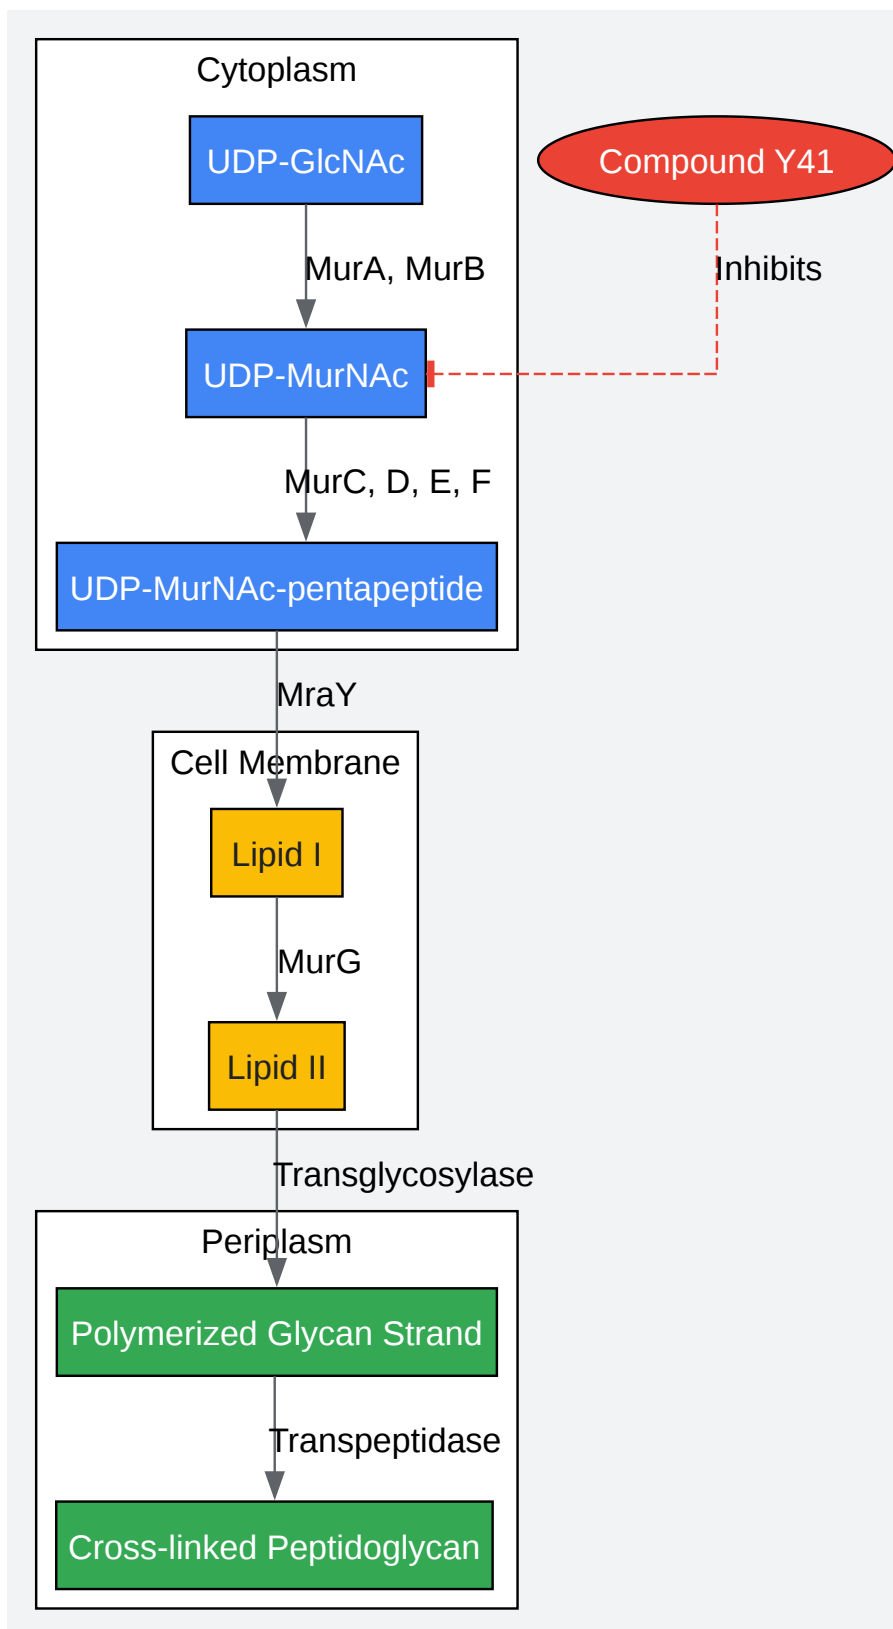 Cytoplasm
UDP-GlcNAc
Compound Y41
MurA, MurB
Inhibits
UDP-MurNAc
MurC, D, E, F
UDP-MurNAc-pentapeptide
MraY
Cell Membrane
Lipid I
MurG
Lipid II
Transglycosylase
Periplasm
Polymerized Glycan Strand
Transpeptidase
Cross-linked Peptidoglycan